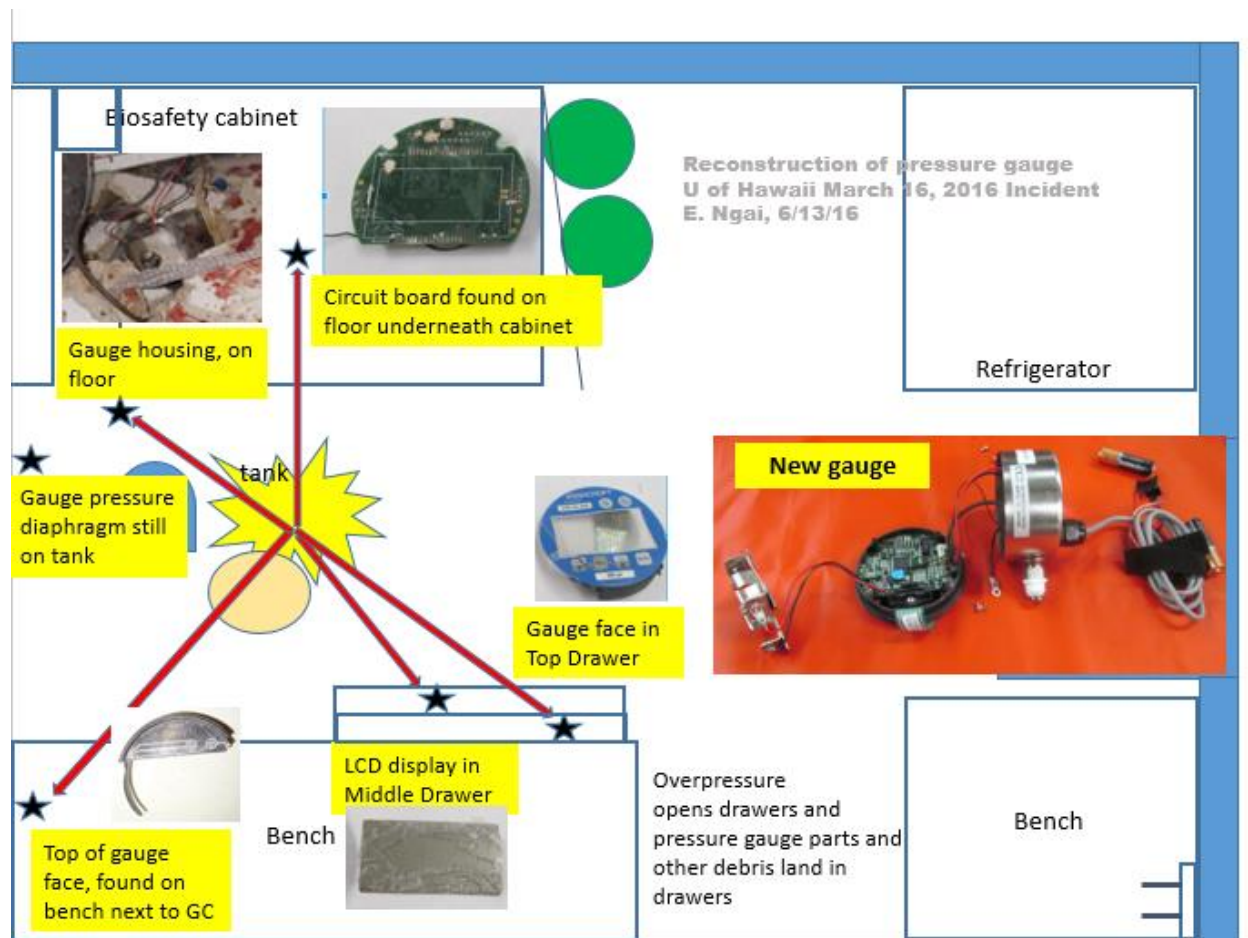 Biosafety cabinet
Reconstruction of pressure gauge
U of Hawaii March 16, 2016 Incident
E. Ngai, 6/13/16
Circuit board found on
floor underneath cabinet
Gauge housing, on
floor
Refrigerator
tank
New gauge
Gauge pressure
diaphragm still
on tank
Gauge face in
Top Drawer
LCD display in
Middle Drawer
Overpressure
opens drawers and
pressure gauge parts and
other debris land in
drawers
Bench
Bench
Top of gauge
face, found on
bench next to GC